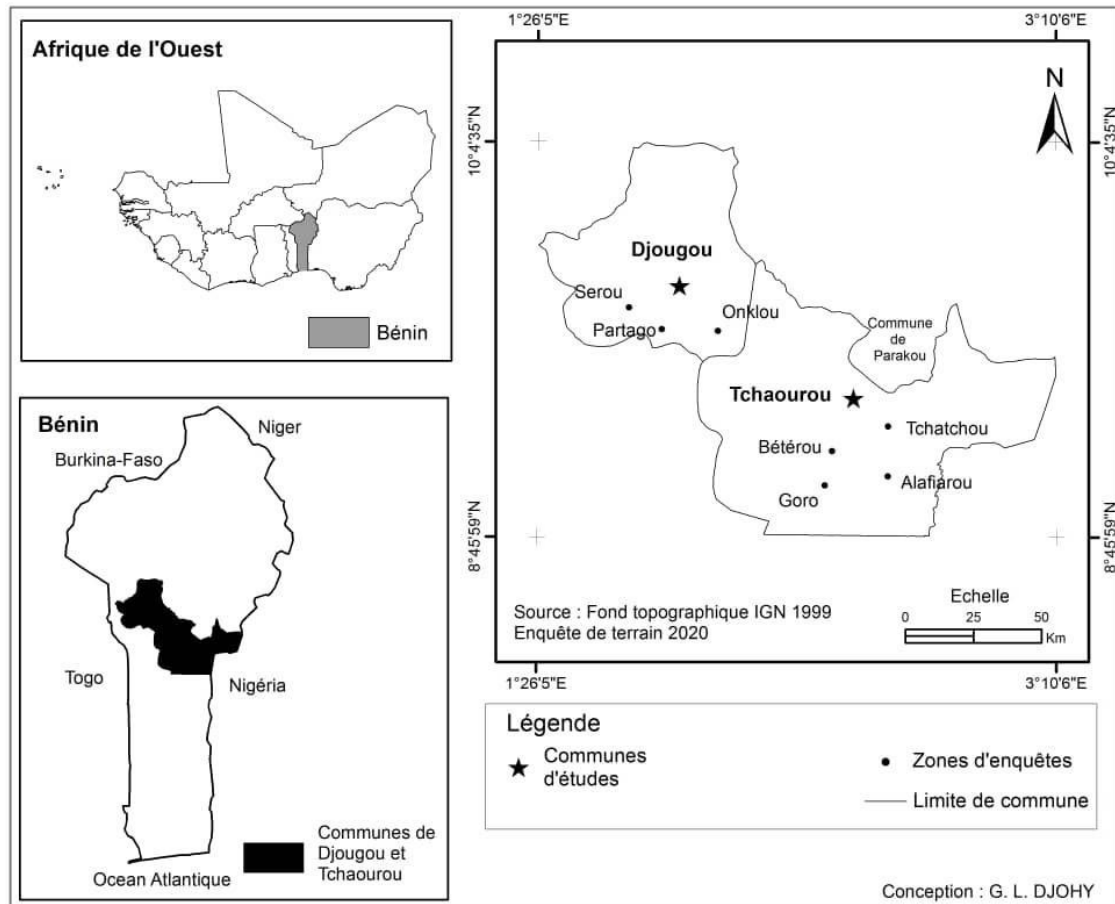 Afrique de l'Ouest
Bénin
Bénin
Niger
Burkina-Faso
Togo
Nigéria
Communes de
Djougou et
Tchaourou
Ocean Atlantique
1°26'5"E
3°10'6"E
N
10°4'35"N
10°4'35"N
Djougou
Serou
Onklou
Partago
Commune
de
Parakou
Tchaourou
Tchatchou
Bétérou
Alafiarou
Goro
8°45'59"N
8°45'59"N
Source : Fond topographique IGN 1999
Enquête de terrain 2020
Echelle
0 25 50
Km
1°26'5"E
3°10'6"E
Légende
Communes
d'études
Zones d'enquêtes
Limite de commune
Conception : G. L. DJOHY